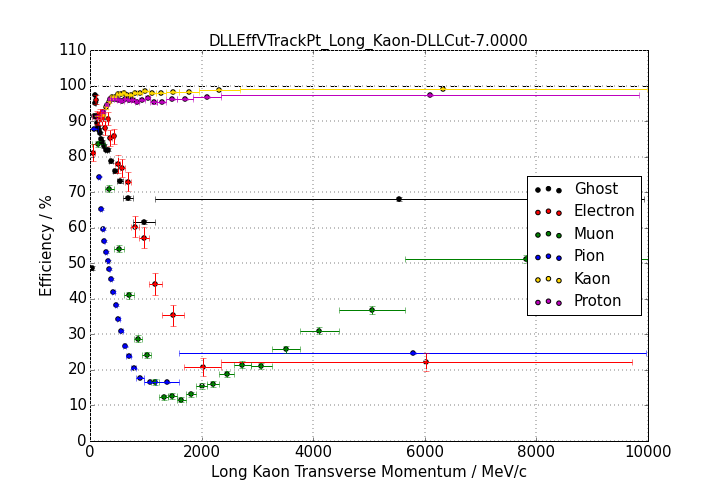 DLLEffVTrackPt_Long_Kaon-DLLCut-7.0000
110
100
90
80
70
60
50
40
30
20
10
0
Efficiency / %
Ghost
Electron
Muon
Pion
Kaon
Proton
0 2000 4000 6000 8000 10000
Long Kaon Transverse Momentum / MeV/c